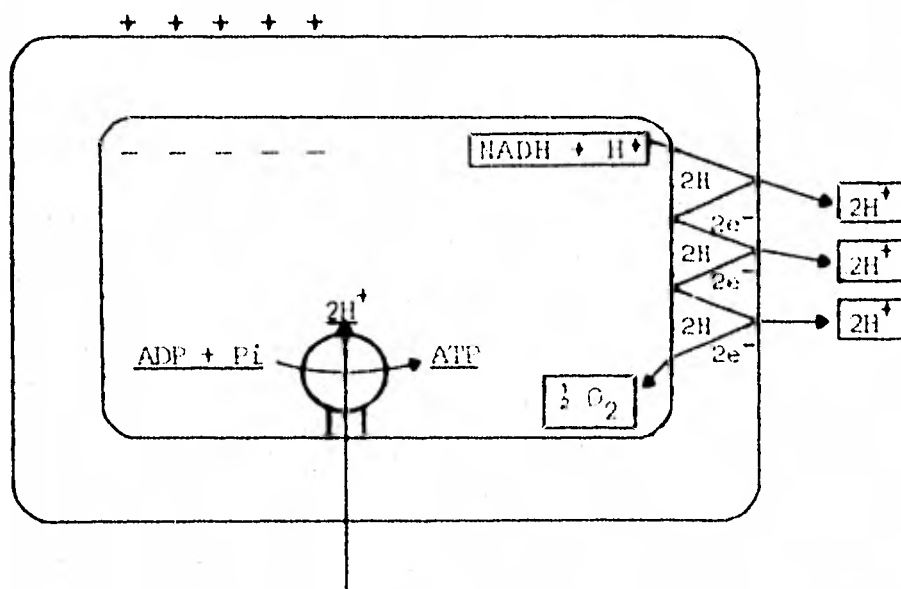 + + + + +
- - - - -
NADH + H⁺
2H
2H⁺
2e⁻
2H
2H⁺
2e⁻
2H⁺
2H
2H⁺
ADP + Pi
ATP
2e⁻
½ O₂